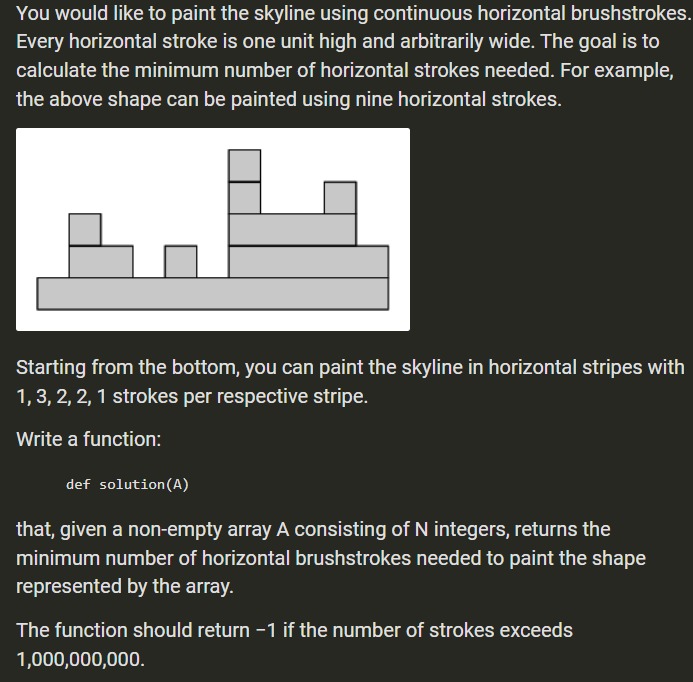 You would like to paint the skyline using continuous horizontal brushstrokes.
Every horizontal stroke is one unit high and arbitrarily wide. The goal is to
calculate the minimum number of horizontal strokes needed. For example,
the above shape can be painted using nine horizontal strokes.
Starting from the bottom, you can paint the skyline in horizontal stripes with
1, 3, 2, 2, 1 strokes per respective stripe.
Write a function:
def solution(A)
that, given a non-empty array A consisting of N integers, returns the
minimum number of horizontal brushstrokes needed to paint the shape
represented by the array.
The function should return −1 if the number of strokes exceeds
1,000,000,000.